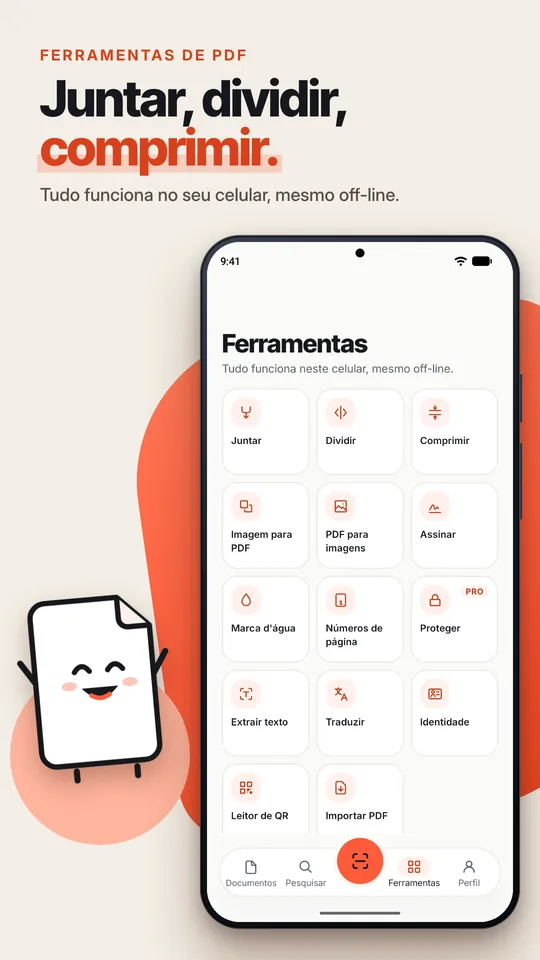 FERRAMENTAS DE PDF
Juntar, dividir,
comprimir.
Tudo funciona no seu celular, mesmo off-line.
9:41
Ferramentas
Tudo funciona neste celular, mesmo off-line.
Juntar
Dividir
Comprimir
Imagem para
PDF
PDF para
imagens
Assinar
Marca d'água
Números de
página
PRO
Proteger
Extrair texto
Traduzir
Identidade
Leitor de QR
Importar PDF
Documentos
Pesquisar
Ferramentas
Perfil